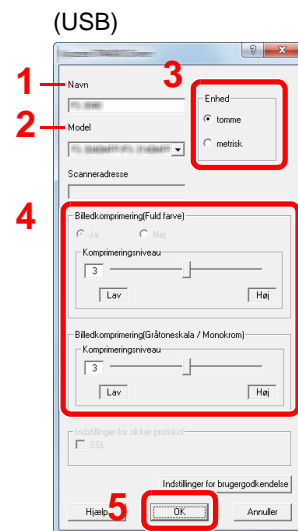 (USB)
1
Navn
3
Enhed
tomme
metrisk
2
Model
Scanneradresse
4
Billedkomprimering(Fuld farve)
Ja Nej
Komprimeringsniveau
3
Lav Høj
Billedkomprimering(Gråtoneskala / Monokrom)
Komprimeringsniveau
3
Lav Høj
Indstillinger for sikker protokol
SSL
Indstillinger for brugergodkendelse
5
Hjælp OK Annuller